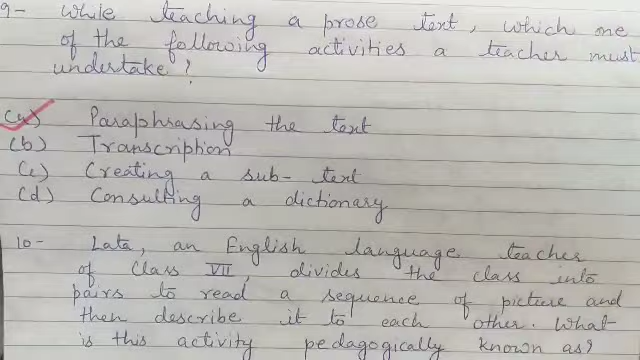 9- While teaching a prose text, which one
of the following activities a teacher must
undertake?
(a) Paraphrasing the text
(b) Transcription
(c) Creating a sub-text
(d) Consulting a dictionary
10- Lata, an English language teacher
of class VII, divides the class into
pairs to read a sequence of picture and
then describe it to each other. What
is this activity pedagogically known as?